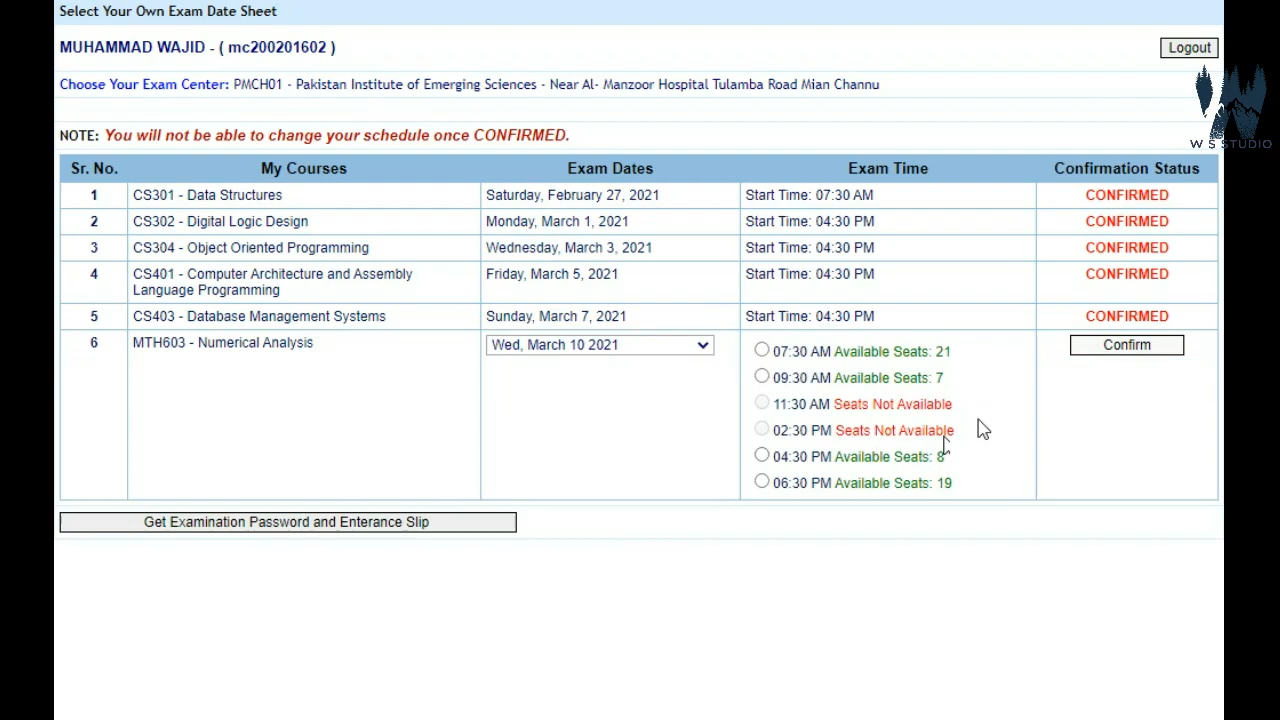 Select Your Own Exam Date Sheet
MUHAMMAD WAJID - ( mc200201602 )
Logout
Choose Your Exam Center: PMCH01 - Pakistan Institute of Emerging Sciences - Near Al- Manzoor Hospital Tulamba Road Mian Channu
W S STUDIO
NOTE: You will not be able to change your schedule once CONFIRMED.
Sr. No. My Courses Exam Dates Exam Time Confirmation Status
1 CS301 - Data Structures Saturday, February 27, 2021 Start Time: 07:30 AM CONFIRMED
2 CS302 - Digital Logic Design Monday, March 1, 2021 Start Time: 04:30 PM CONFIRMED
3 CS304 - Object Oriented Programming Wednesday, March 3, 2021 Start Time: 04:30 PM CONFIRMED
4 CS401 - Computer Architecture and Assembly Friday, March 5, 2021 Start Time: 04:30 PM CONFIRMED
Language Programming
5 CS403 - Database Management Systems Sunday, March 7, 2021 Start Time: 04:30 PM CONFIRMED
6 MTH603 - Numerical Analysis Wed, March 10 2021 Confirm
07:30 AM Available Seats: 21
09:30 AM Available Seats: 7
11:30 AM Seats Not Available
02:30 PM Seats Not Available
04:30 PM Available Seats: 8
06:30 PM Available Seats: 19
Get Examination Password and Enterance Slip